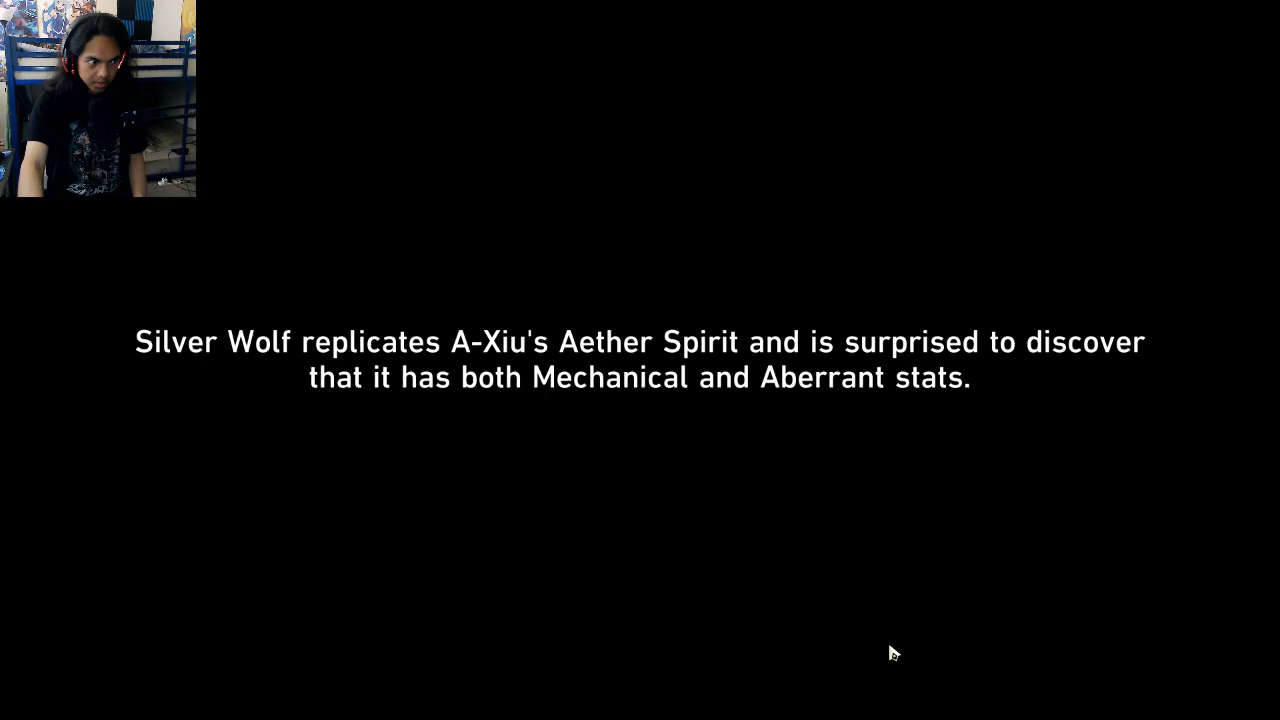 Silver Wolf replicates A-Xiu's Aether Spirit and is surprised to discover
that it has both Mechanical and Aberrant stats.